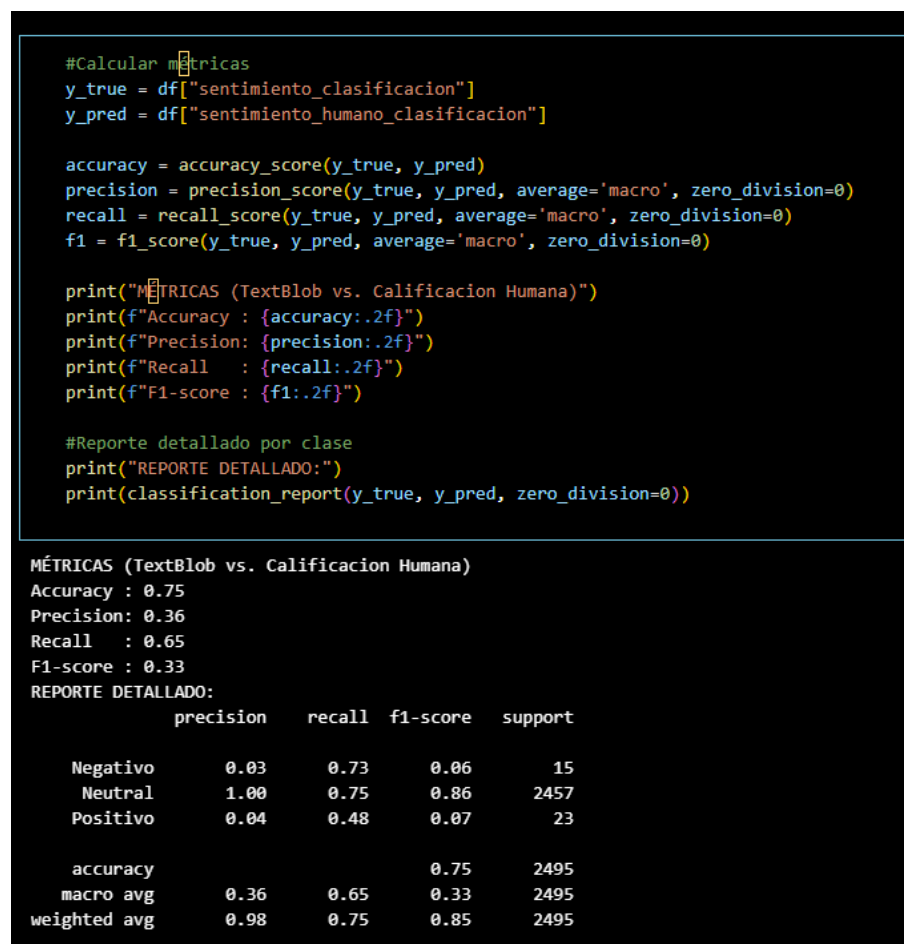 #Calcular métricas
y_true = df["sentimiento_clasificacion"]
y_pred = df["sentimiento_humano_clasificacion"]
accuracy = accuracy_score(y_true, y_pred)
precision = precision_score(y_true, y_pred, average='macro', zero_division=0)
recall = recall_score(y_true, y_pred, average='macro', zero_division=0)
f1 = f1_score(y_true, y_pred, average='macro', zero_division=0)
print("MÉTRICAS (TextBlob vs. Calificacion Humana)")
print(f"Accuracy : {accuracy:.2f}")
print(f"Precision: {precision:.2f}")
print(f"Recall   : {recall:.2f}")
print(f"F1-score : {f1:.2f}")
#Reporte detallado por clase
print("REPORTE DETALLADO:")
print(classification_report(y_true, y_pred, zero_division=0))
MÉTRICAS (TextBlob vs. Calificacion Humana)
Accuracy : 0.75
Precision: 0.36
Recall   : 0.65
F1-score : 0.33
REPORTE DETALLADO:
              precision    recall  f1-score   support
    Negativo       0.03      0.73      0.06        15
     Neutral       1.00      0.75      0.86      2457
    Positivo       0.04      0.48      0.07        23
    accuracy                           0.75      2495
   macro avg       0.36      0.65      0.33      2495
weighted avg       0.98      0.75      0.85      2495